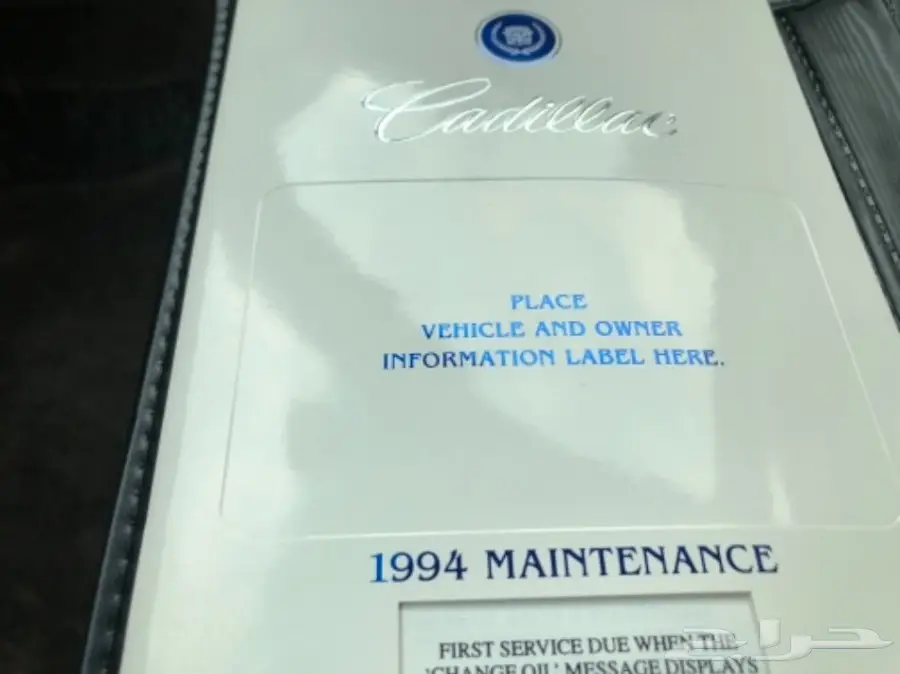 Cadillac
PLACE
VEHICLE AND OWNER
INFORMATION LABEL HERE.
1994 MAINTENANCE
FIRST SERVICE DUE WHEN THE
'CHANGE OIL' MESSAGE DISPLAYS
حراج